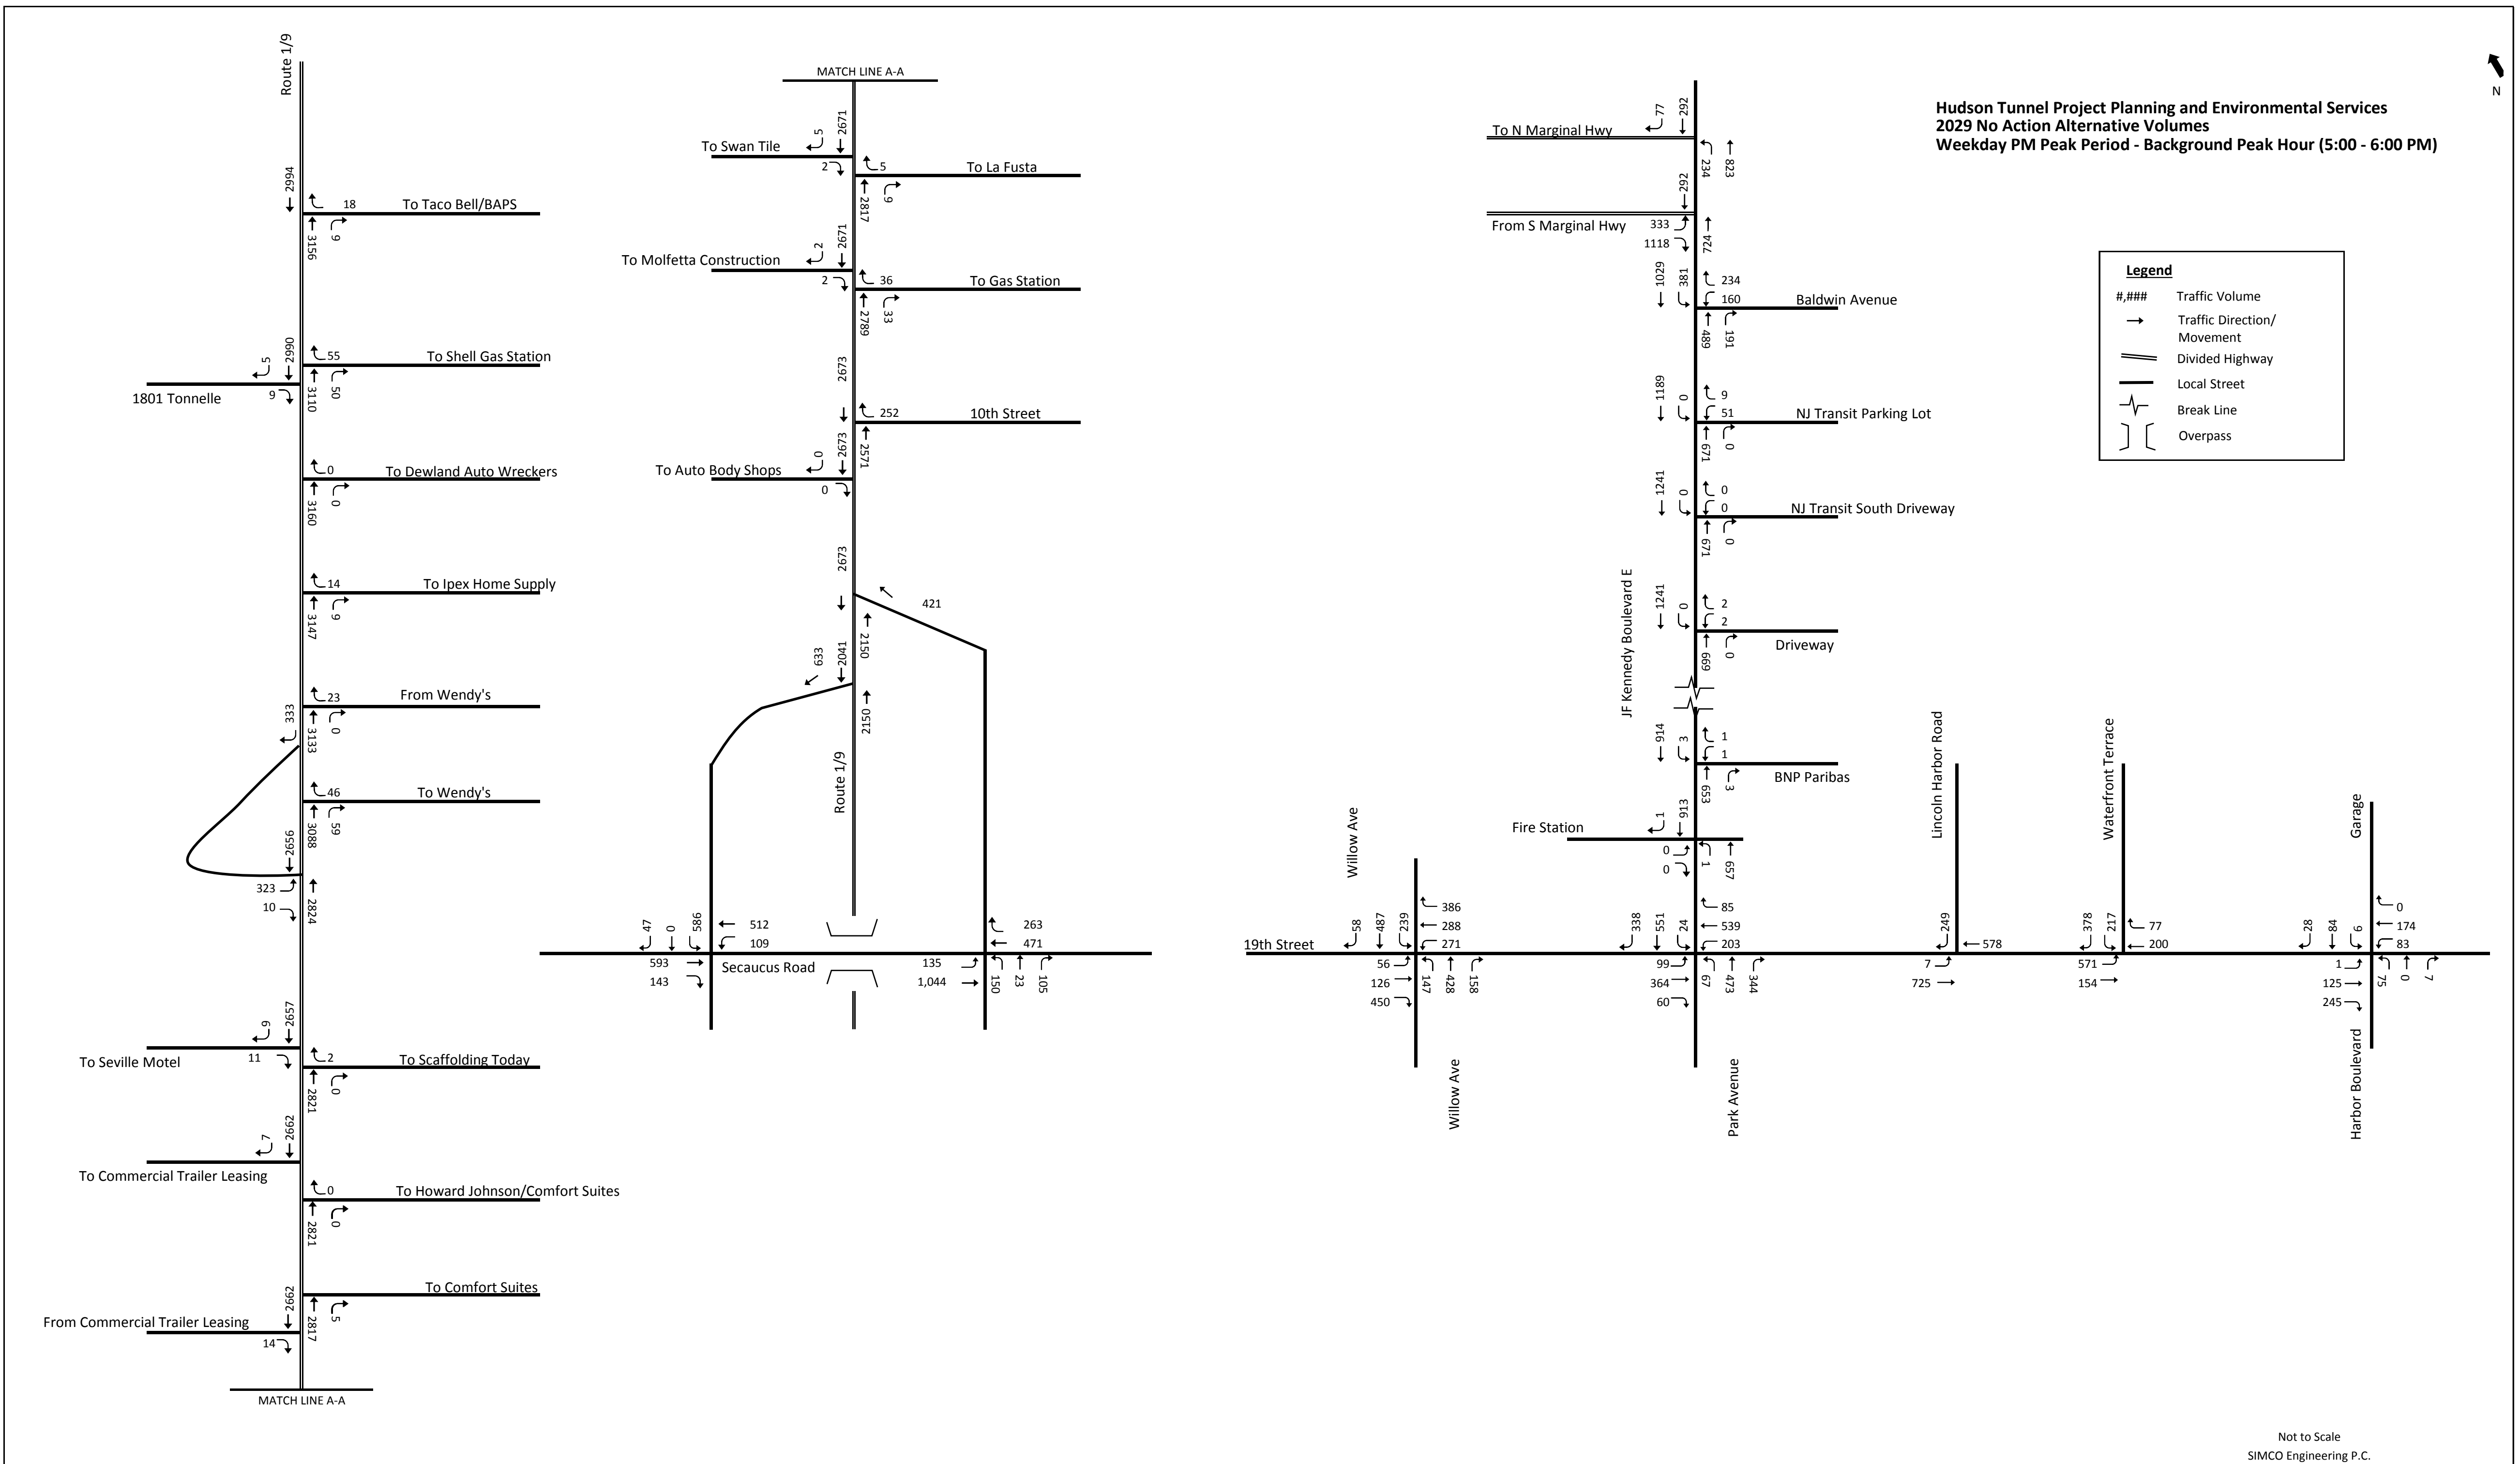 Hudson Tunnel Project Planning and Environmental Services
2029 No Action Alternative Volumes
Weekday PM Peak Period - Background Peak Hour (5:00 - 6:00 PM)
N
Legend
#,### Traffic Volume
Traffic Direction/
Movement
Divided Highway
Local Street
Break Line
Overpass
Route 1/9
2994
18 To Taco Bell/BAPS
3156
9
5
2990
55 To Shell Gas Station
1801 Tonnelle
9
3110
50
0 To Dewland Auto Wreckers
3160
0
14 To Ipex Home Supply
3147
9
23 From Wendy's
333
3133
0
46 To Wendy's
2656
3088
59
323
10
2824
9
2657
To Seville Motel
11
2 To Scaffolding Today
2821
0
7
2662
To Commercial Trailer Leasing
0 To Howard Johnson/Comfort Suites
2821
0
To Comfort Suites
2662
2817
5
From Commercial Trailer Leasing
14
MATCH LINE A-A
MATCH LINE A-A
5
2671
To Swan Tile
2
5 To La Fusta
2817
9
2
2671
To Molfetta Construction
2
36 To Gas Station
2789
33
2673
252 10th Street
2673
2571
0
To Auto Body Shops
0
2673
421
2150
633
2041
2150
Route 1/9
47
0
586
512
109
593
143
Secaucus Road
263
471
135
1,044
150
23
105
77
292
To N Marginal Hwy
234
823
292
From S Marginal Hwy
333
1118
724
1029
381
234
160
Baldwin Avenue
489
191
1189
0
9
51
NJ Transit Parking Lot
671
0
1241
0
0
0
NJ Transit South Driveway
671
0
JF Kennedy Boulevard E
1241
0
2
2
Driveway
669
0
914
3
1
1
BNP Paribas
653
3
Fire Station
1
913
0
0
1
657
Willow Ave
58
487
239
386
288
271
19th Street
56
126
450
147
428
158
Willow Ave
338
551
24
85
539
203
99
364
60
67
473
344
Park Avenue
Lincoln Harbor Road
249
578
7
725
Waterfront Terrace
378
217
77
200
571
154
Garage
28
84
6
0
174
83
1
125
245
75
0
7
Harbor Boulevard
Not to Scale
SIMCO Engineering P.C.